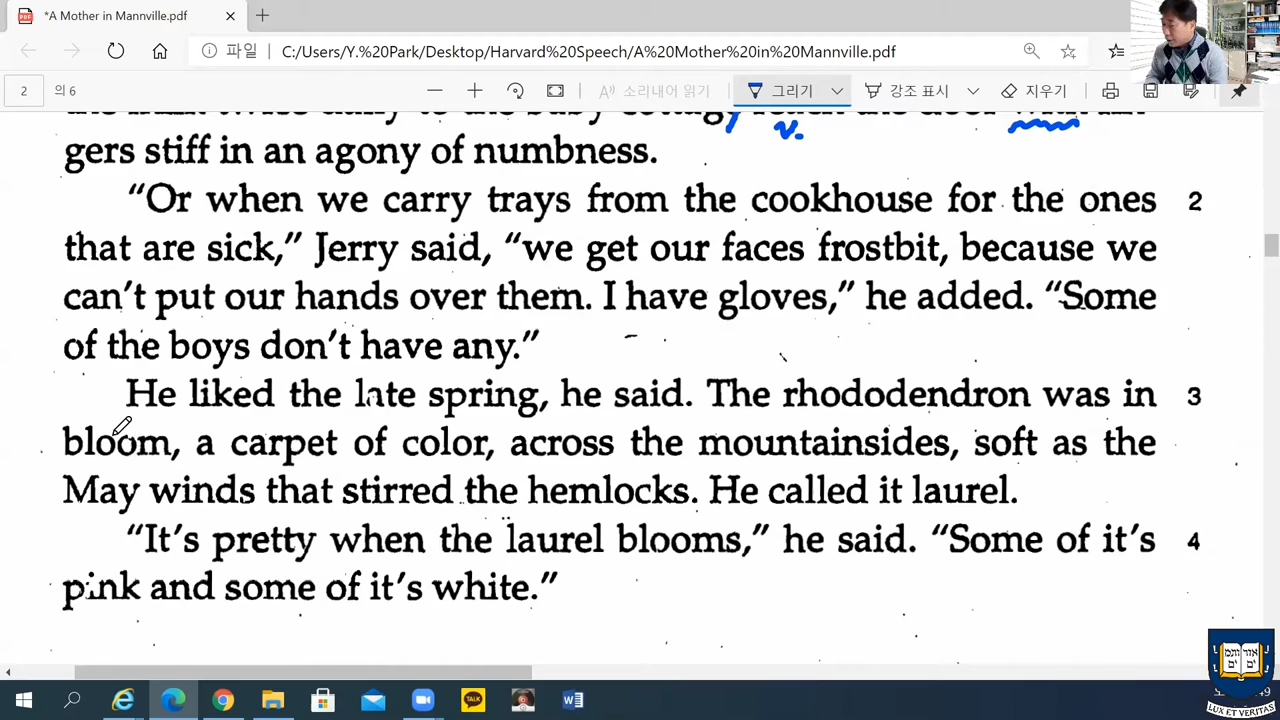 *A Mother in Mannville.pdf
파일 C:/Users/Y.%20Park/Desktop/Harvard%20Speech/A%20Mother%20in%20Mannville.pdf
2 의 6 소리내어 읽기 그리기 강조 표시 지우기
v.
gers stiff in an agony of numbness.
“Or when we carry trays from the cookhouse for the ones 2
that are sick,” Jerry said, “we get our faces frostbit, because we
can’t put our hands over them. I have gloves,” he added. “Some
of the boys don’t have any.”
He liked the late spring, he said. The rhododendron was in 3
bloom, a carpet of color, across the mountainsides, soft as the
May winds that stirred the hemlocks. He called it laurel.
“It’s pretty when the laurel blooms,” he said. “Some of it’s 4
pink and some of it’s white.”
TALK
LUX ET VERITAS